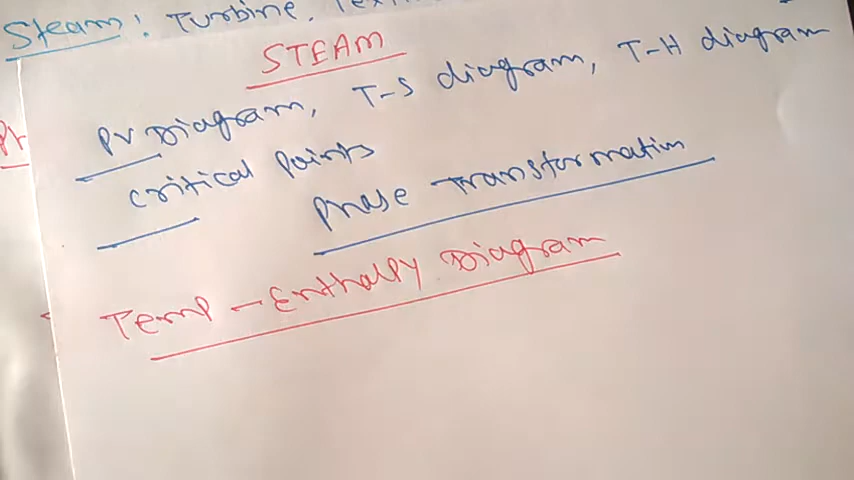 Steam: Turbine,
STEAM
PV Diagram, T-S diagram, T-H diagram
critical points
Phase Transformation
Temp - Enthalpy Diagram